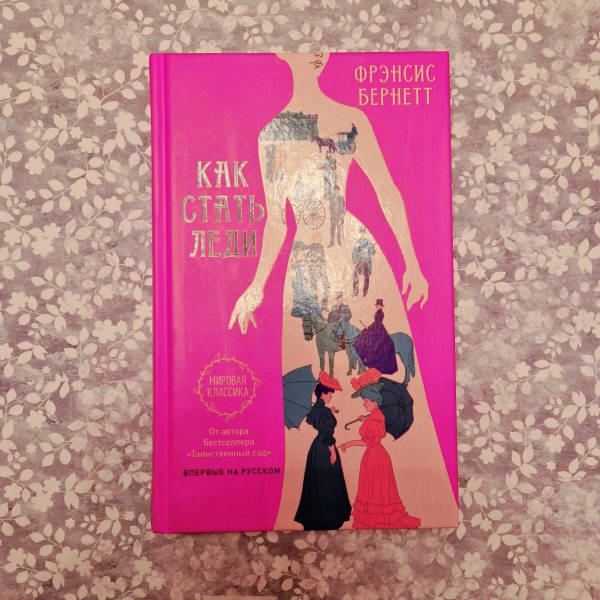 ФРЭНСИС
БЕРНЕТТ
КАК
СТАТЬ
ЛЕДИ
МИРОВАЯ
КЛАССИКА
От автора
бестселлера
«Таинственный сад»
ВПЕРВЫЕ НА РУССКОМ